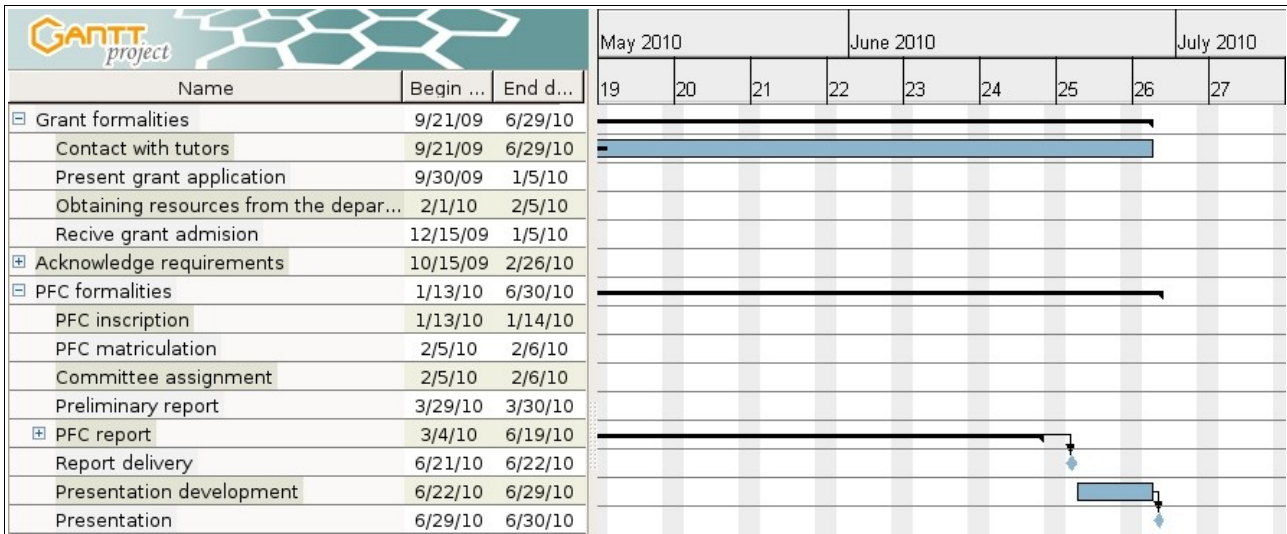 GANTT
project
May 2010 June 2010 July 2010
Name Begin ... End d... 19 20 21 22 23 24 25 26 27
Grant formalities 9/21/09 6/29/10
Contact with tutors 9/21/09 6/29/10
Present grant application 9/30/09 1/5/10
Obtaining resources from the depar... 2/1/10 2/5/10
Recive grant admision 12/15/09 1/5/10
Acknowledge requirements 10/15/09 2/26/10
PFC formalities 1/13/10 6/30/10
PFC inscription 1/13/10 1/14/10
PFC matriculation 2/5/10 2/6/10
Committee assignment 2/5/10 2/6/10
Preliminary report 3/29/10 3/30/10
PFC report 3/4/10 6/19/10
Report delivery 6/21/10 6/22/10
Presentation development 6/22/10 6/29/10
Presentation 6/29/10 6/30/10